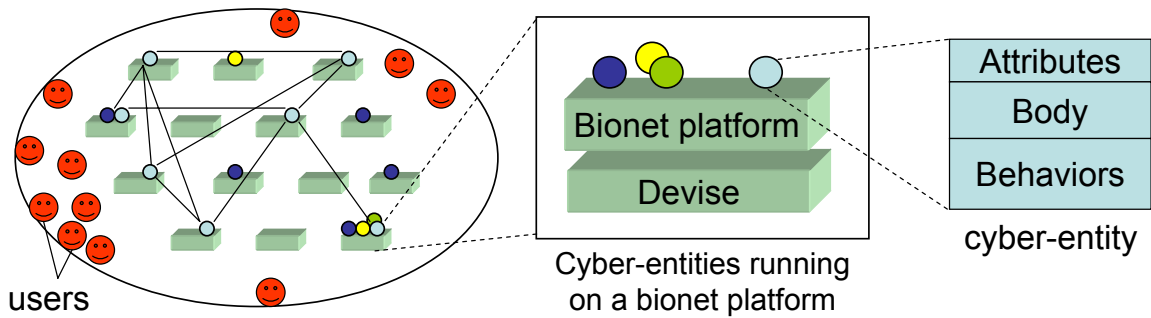 users
Bionet platform
Devise
Cyber-entities running
on a bionet platform
Attributes
Body
Behaviors
cyber-entity